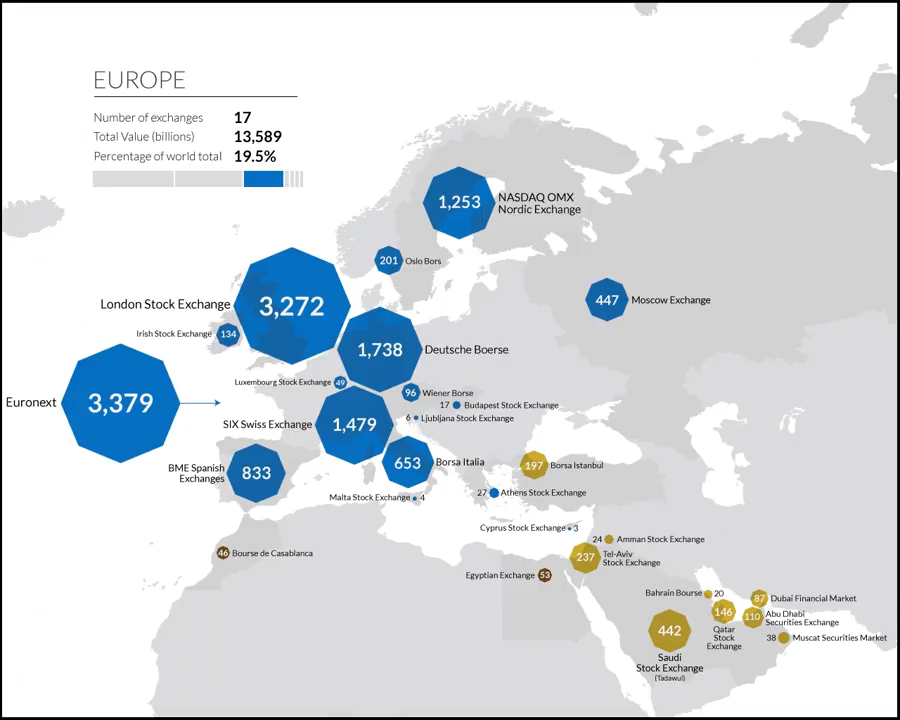 EUROPE
Number of exchanges 17
Total Value (billions) 13,589
Percentage of world total 19.5%
1,253
NASDAQ OMX
Nordic Exchange
201 Oslo Bors
London Stock Exchange 3,272
447 Moscow Exchange
Irish Stock Exchange 134
1,738 Deutsche Boerse
Luxembourg Stock Exchange 49
96 Wiener Borse
Euronext 3,379
17 Budapest Stock Exchange
6 Ljubljana Stock Exchange
SIX Swiss Exchange 1,479
653 Borsa Italia
197 Borsa Istanbul
BME Spanish
Exchanges
833
27 Athens Stock Exchange
Malta Stock Exchange 4
Cyprus Stock Exchange 3
24 Amman Stock Exchange
46 Bourse de Casablanca
237
Tel-Aviv
Stock Exchange
Egyptian Exchange 53
Bahrain Bourse 20
87 Dubai Financial Market
146
Qatar
Stock
Exchange
110
Abu Dhabi
Securities Exchange
38 Muscat Securities Market
442
Saudi
Stock Exchange
(Tadawul)